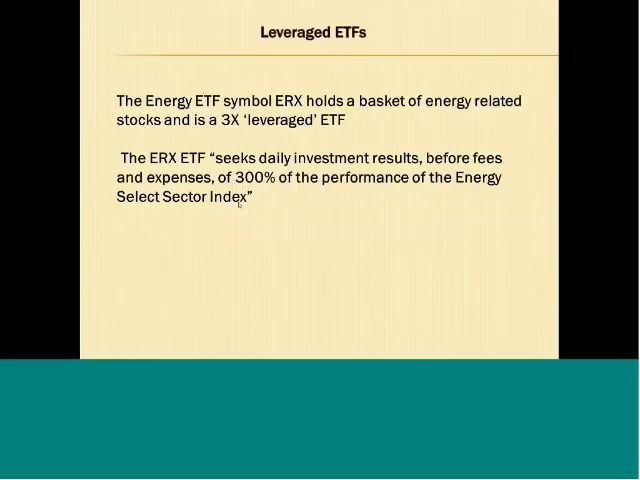 Leveraged ETFs
The Energy ETF symbol ERX holds a basket of energy related
stocks and is a 3X ‘leveraged’ ETF
The ERX ETF “seeks daily investment results, before fees
and expenses, of 300% of the performance of the Energy
Select Sector Index”